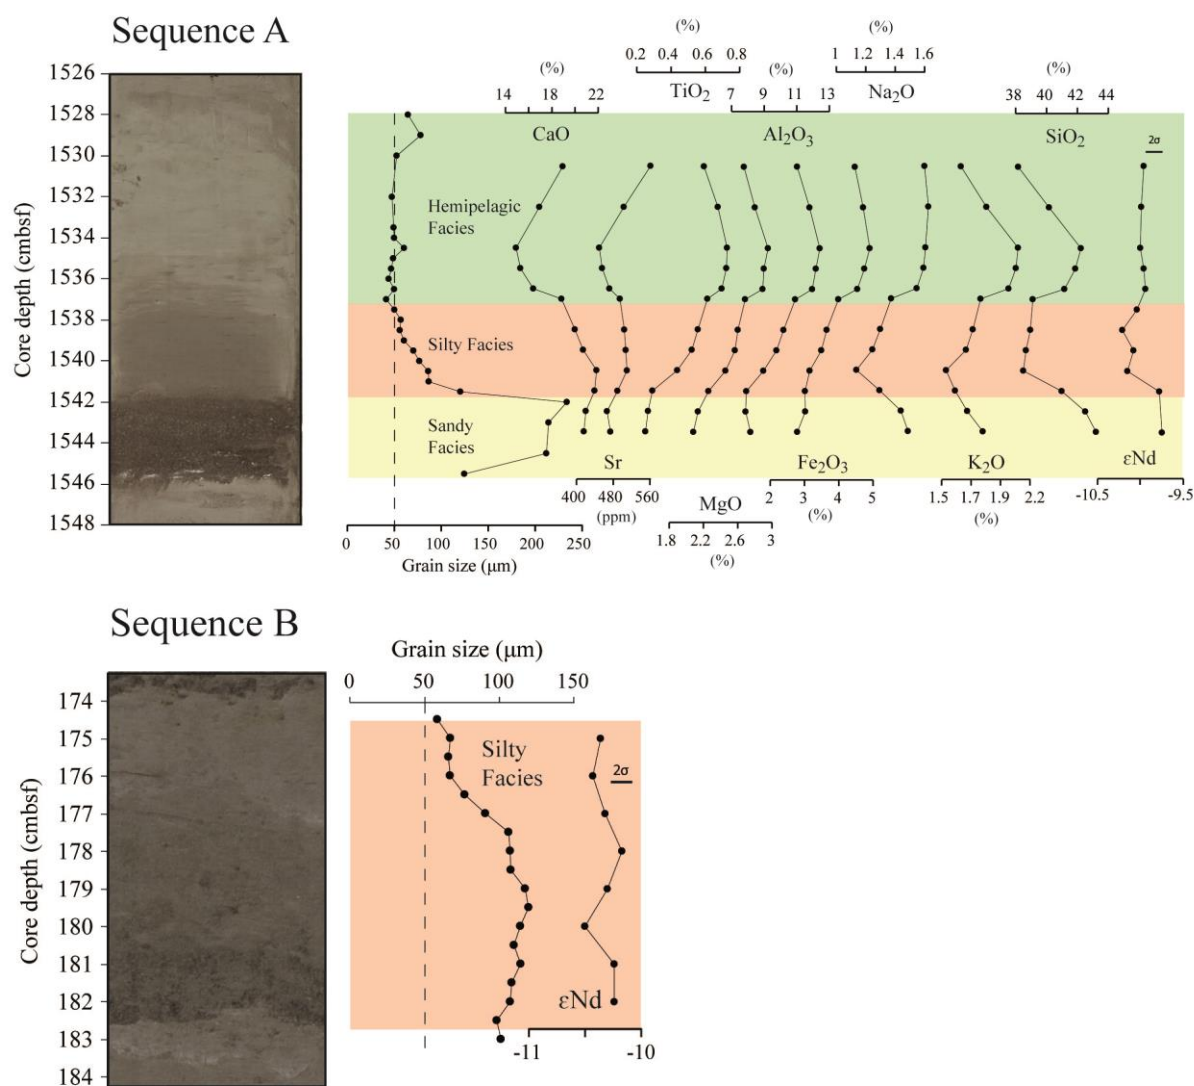 Sequence A
(%)
0.2 0.4 0.6 0.8
TiO₂
(%)
1 1.2 1.4 1.6
Na₂O
(%)
14 18 22
CaO
(%)
7 9 11 13
Al₂O₃
(%)
38 40 42 44
SiO₂
2σ
Core depth (cmbsf)
1526
1528
1530
1532
1534
1536
1538
1540
1542
1544
1546
1548
Hemipelagic
Facies
Silty Facies
Sandy
Facies
Sr
400 480 560
(ppm)
MgO
1.8 2.2 2.6 3
(%)
Fe₂O₃
2 3 4 5
(%)
K₂O
1.5 1.7 1.9 2.2
(%)
εNd
-10.5 -9.5
0 50 100 150 200 250
Grain size (μm)
Sequence B
Grain size (μm)
0 50 100 150
Core depth (cmbsf)
174
175
176
177
178
179
180
181
182
183
184
Silty
Facies
2σ
εNd
-11 -10